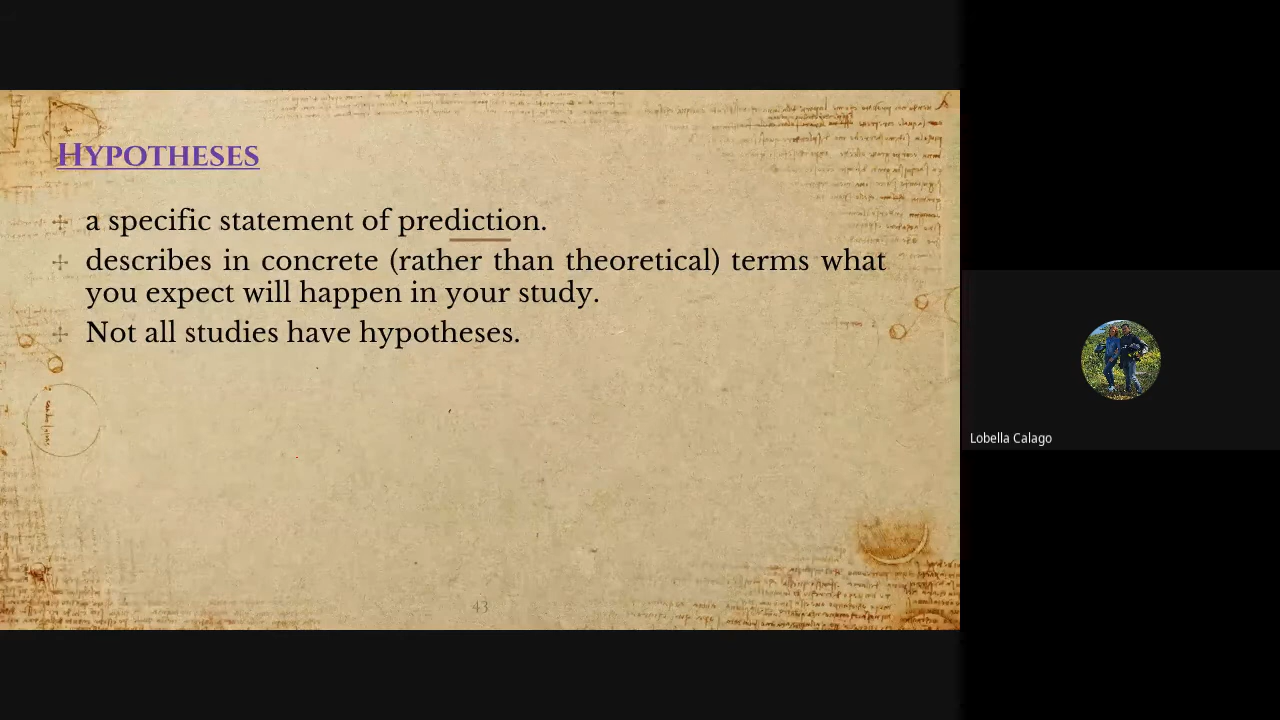 HYPOTHESES
a specific statement of prediction.
describes in concrete (rather than theoretical) terms what
you expect will happen in your study.
Not all studies have hypotheses.
43
Lobella Calago